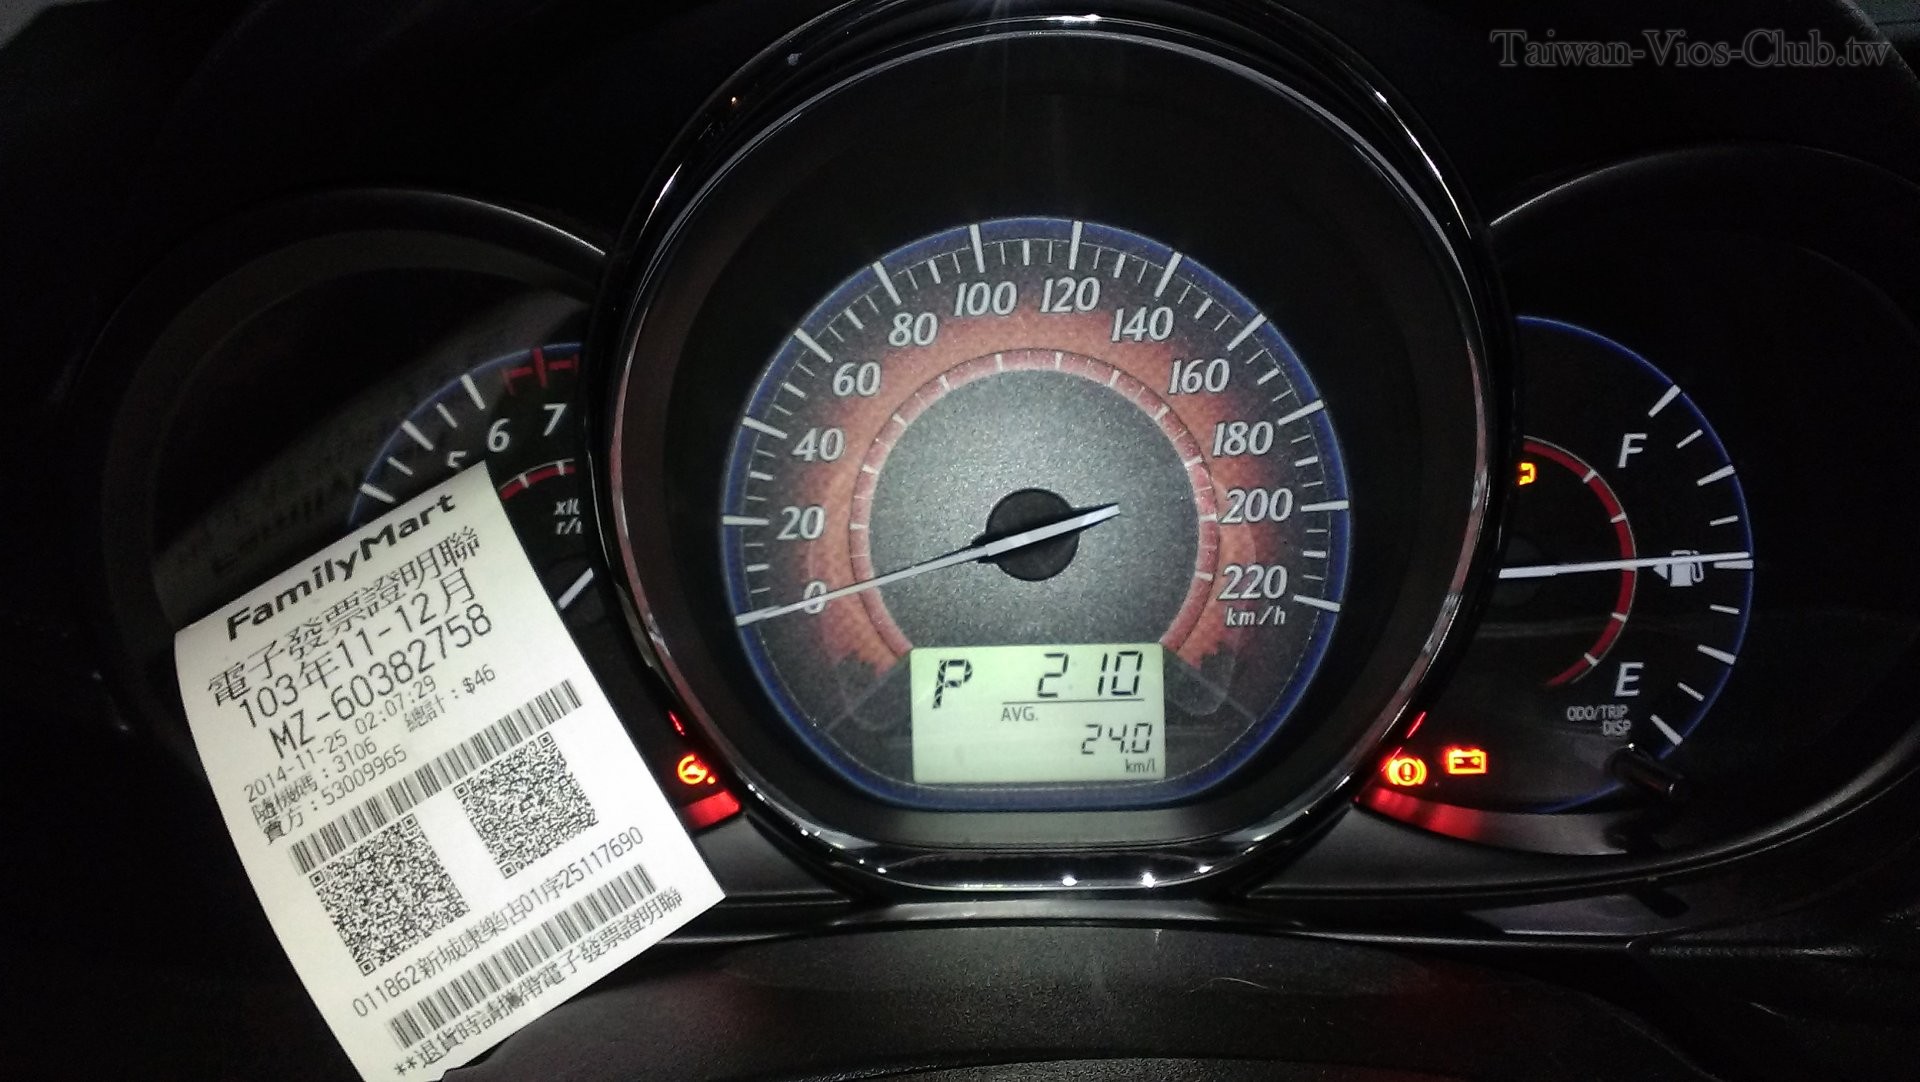 Taiwan-Vios-Club.tw
FamilyMart
電子發票證明聯
103年11-12月
MZ-60382758
2014-11-25 02:07:29
隨機碼：3106 總計：$46
賣方：53009965
011862新城康樂店01序25117690
**退貨時請攜帶電子發票證明聯
5
6
7
r/
0
20
40
60
80
100
120
140
160
180
200
220
km/h
P 210
AVG.
24.0
km/l
F
E
ODO/TRIP
DISP